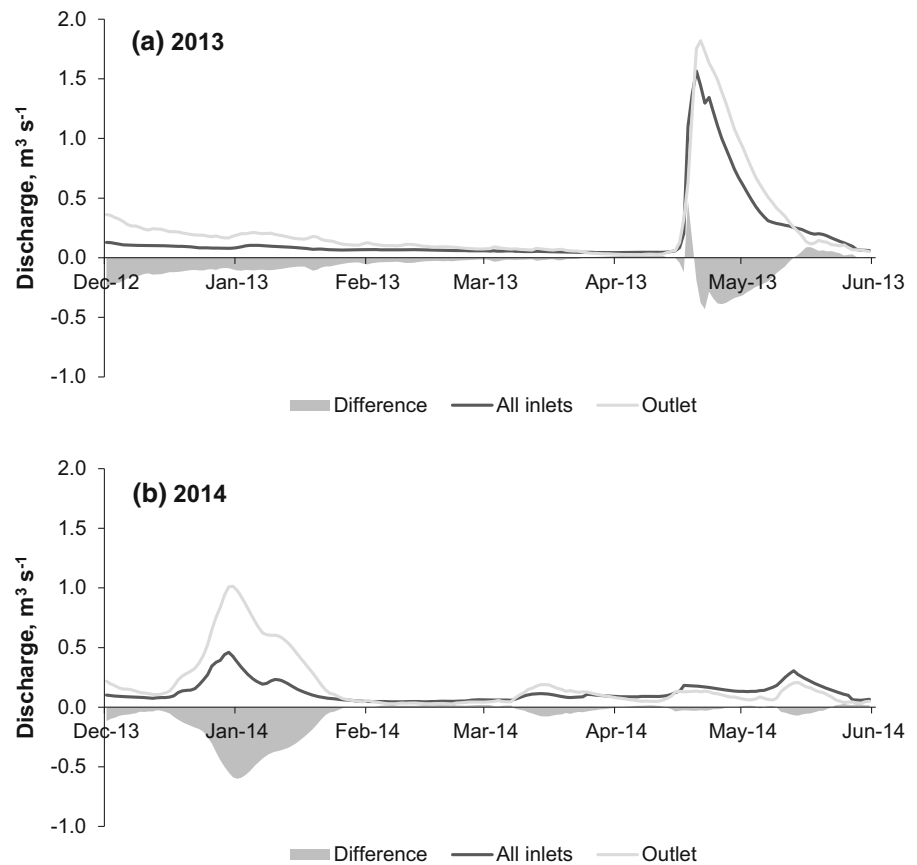 (a) 2013
Discharge, m³ s⁻¹
2.0
1.5
1.0
0.5
0.0
-0.5
-1.0
Dec-12 Jan-13 Feb-13 Mar-13 Apr-13 May-13 Jun-13
Difference All inlets Outlet
(b) 2014
Discharge, m³ s⁻¹
2.0
1.5
1.0
0.5
0.0
-0.5
-1.0
Dec-13 Jan-14 Feb-14 Mar-14 Apr-14 May-14 Jun-14
Difference All inlets Outlet